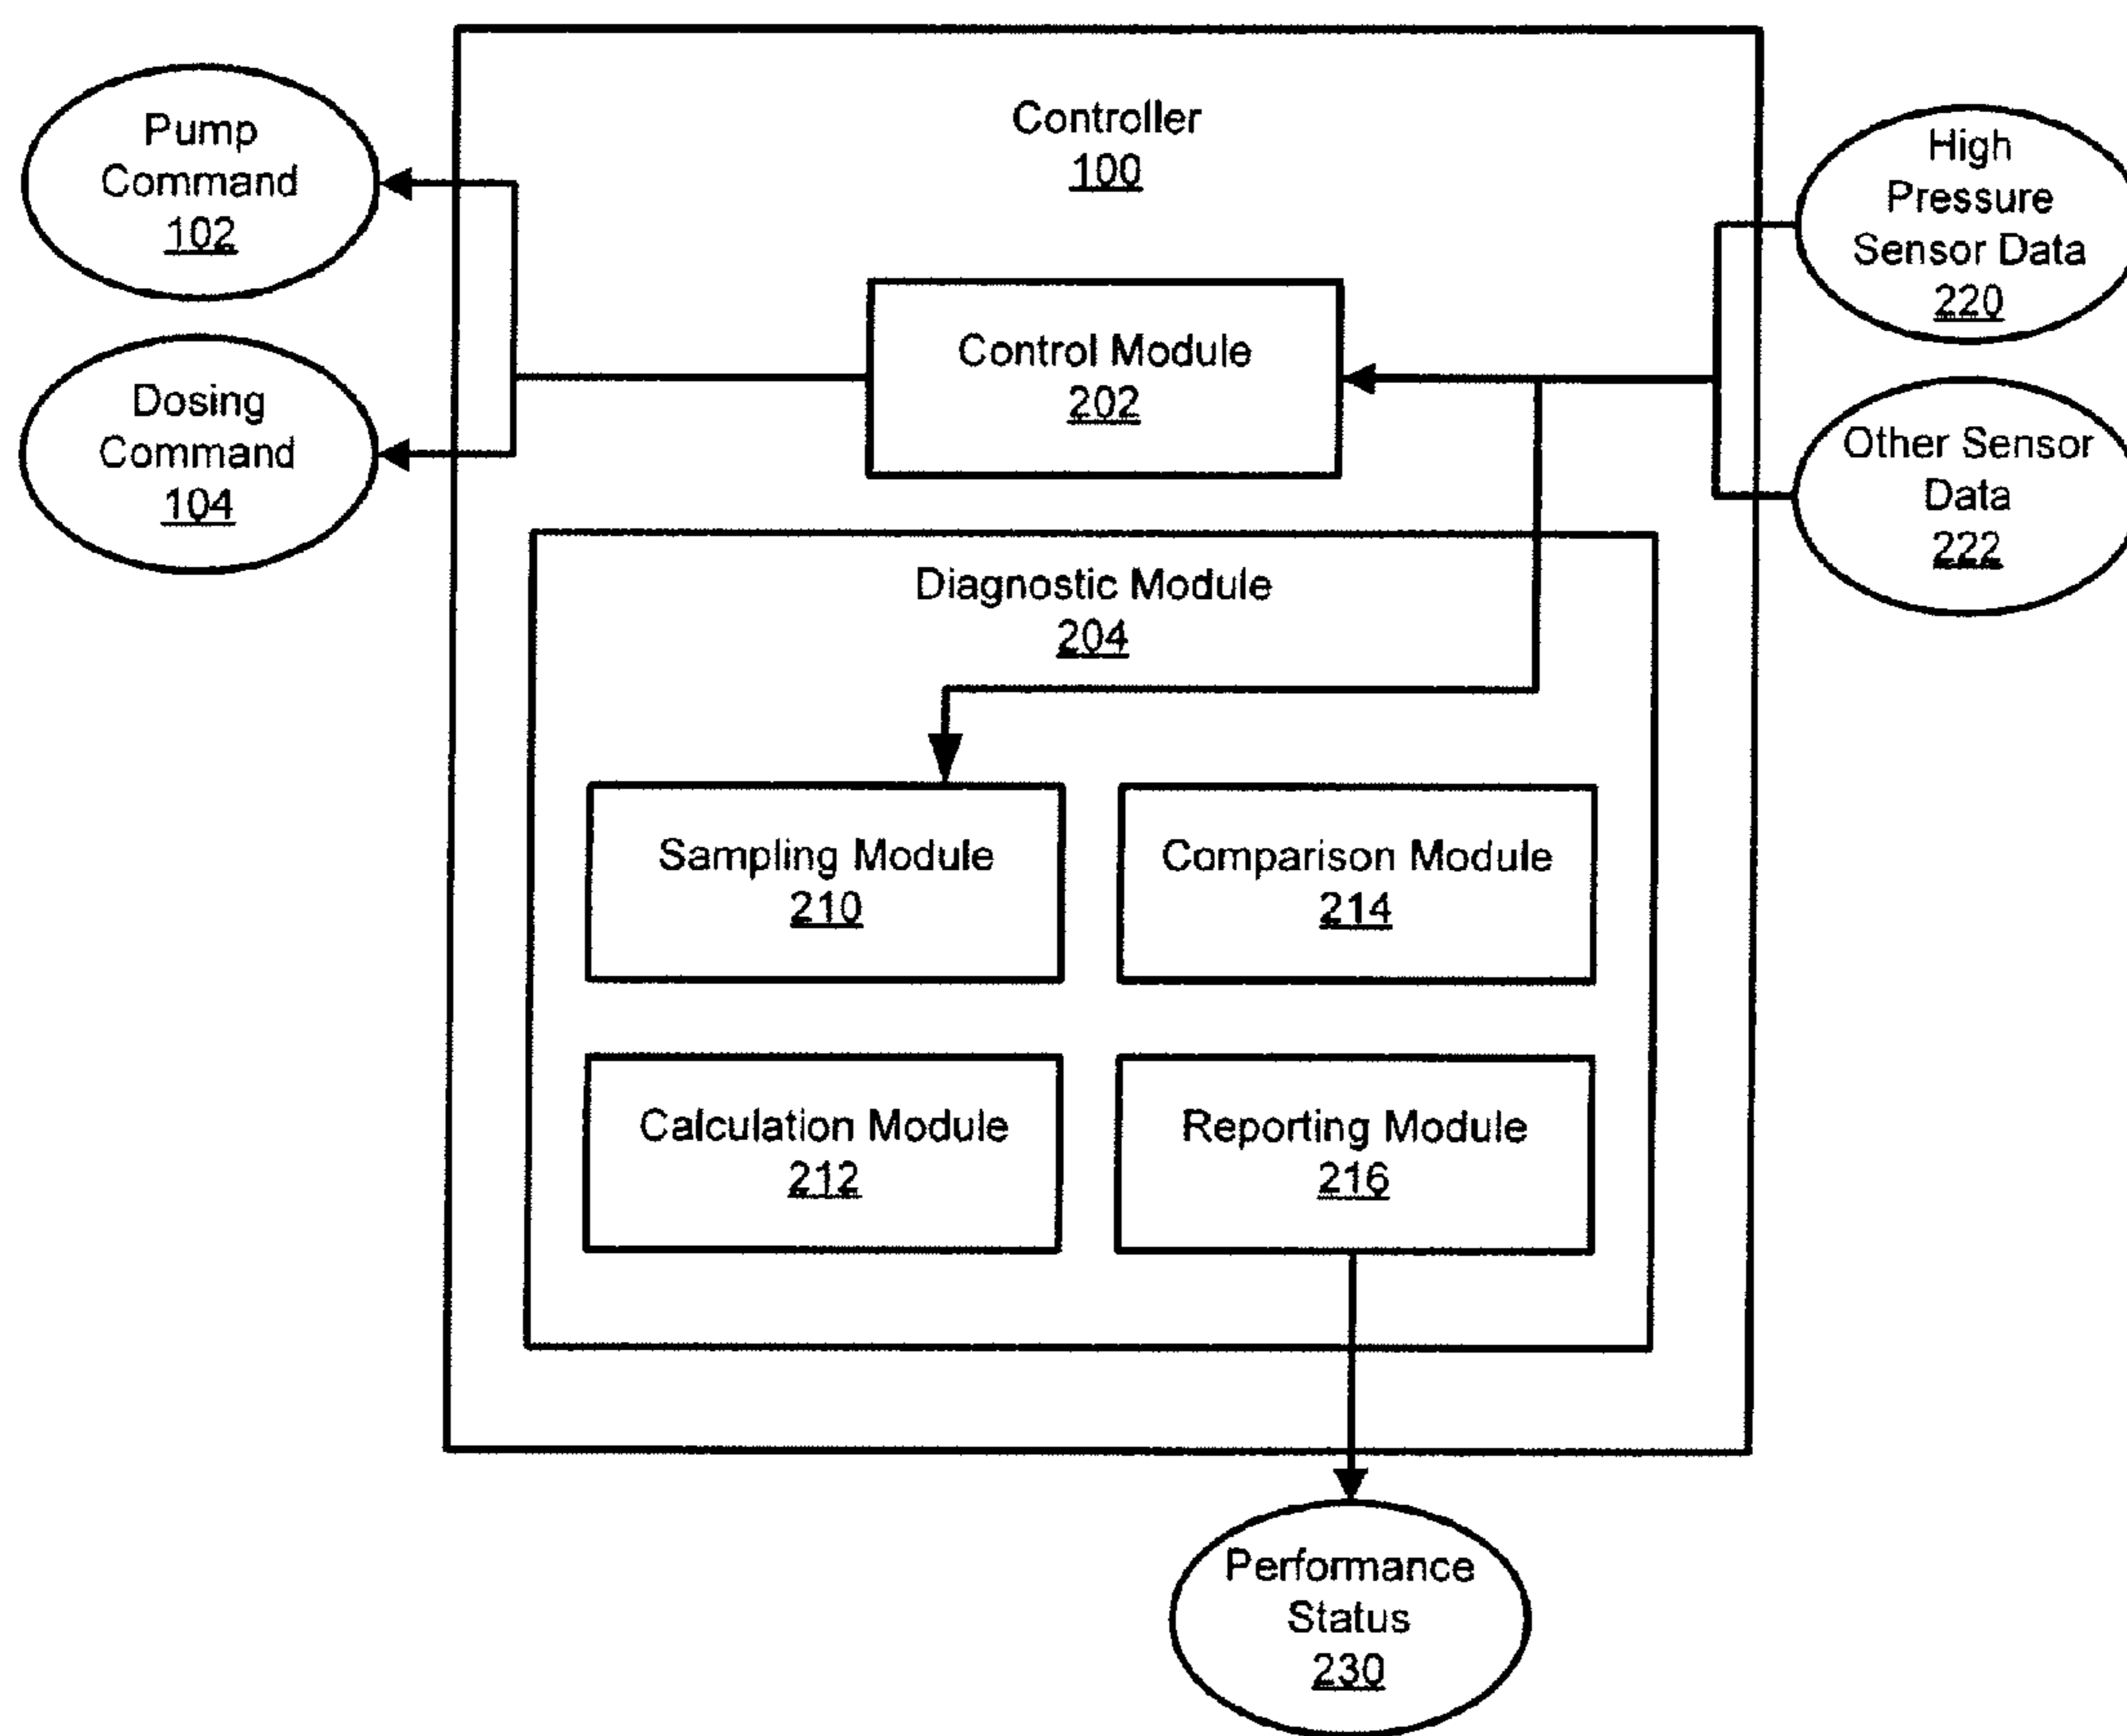 Controller
100
Pump
Command
102
High
Pressure
Sensor Data
220
Control Module
202
Dosing
Command
104
Other Sensor
Data
222
Diagnostic Module
204
Sampling Module
210
Comparison Module
214
Calculation Module
212
Reporting Module
216
Performance
Status
230